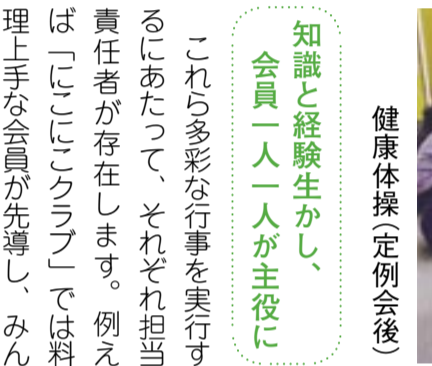 健康体操(定例会後)
知識と経験生かし、
会員一人一人が主役に
これら多彩な行事を実行す
るにあたって、それぞれ担当
責任者が存在します。例え
ば「にこにこクラブ」では料
理上手な会員が先導し、みん